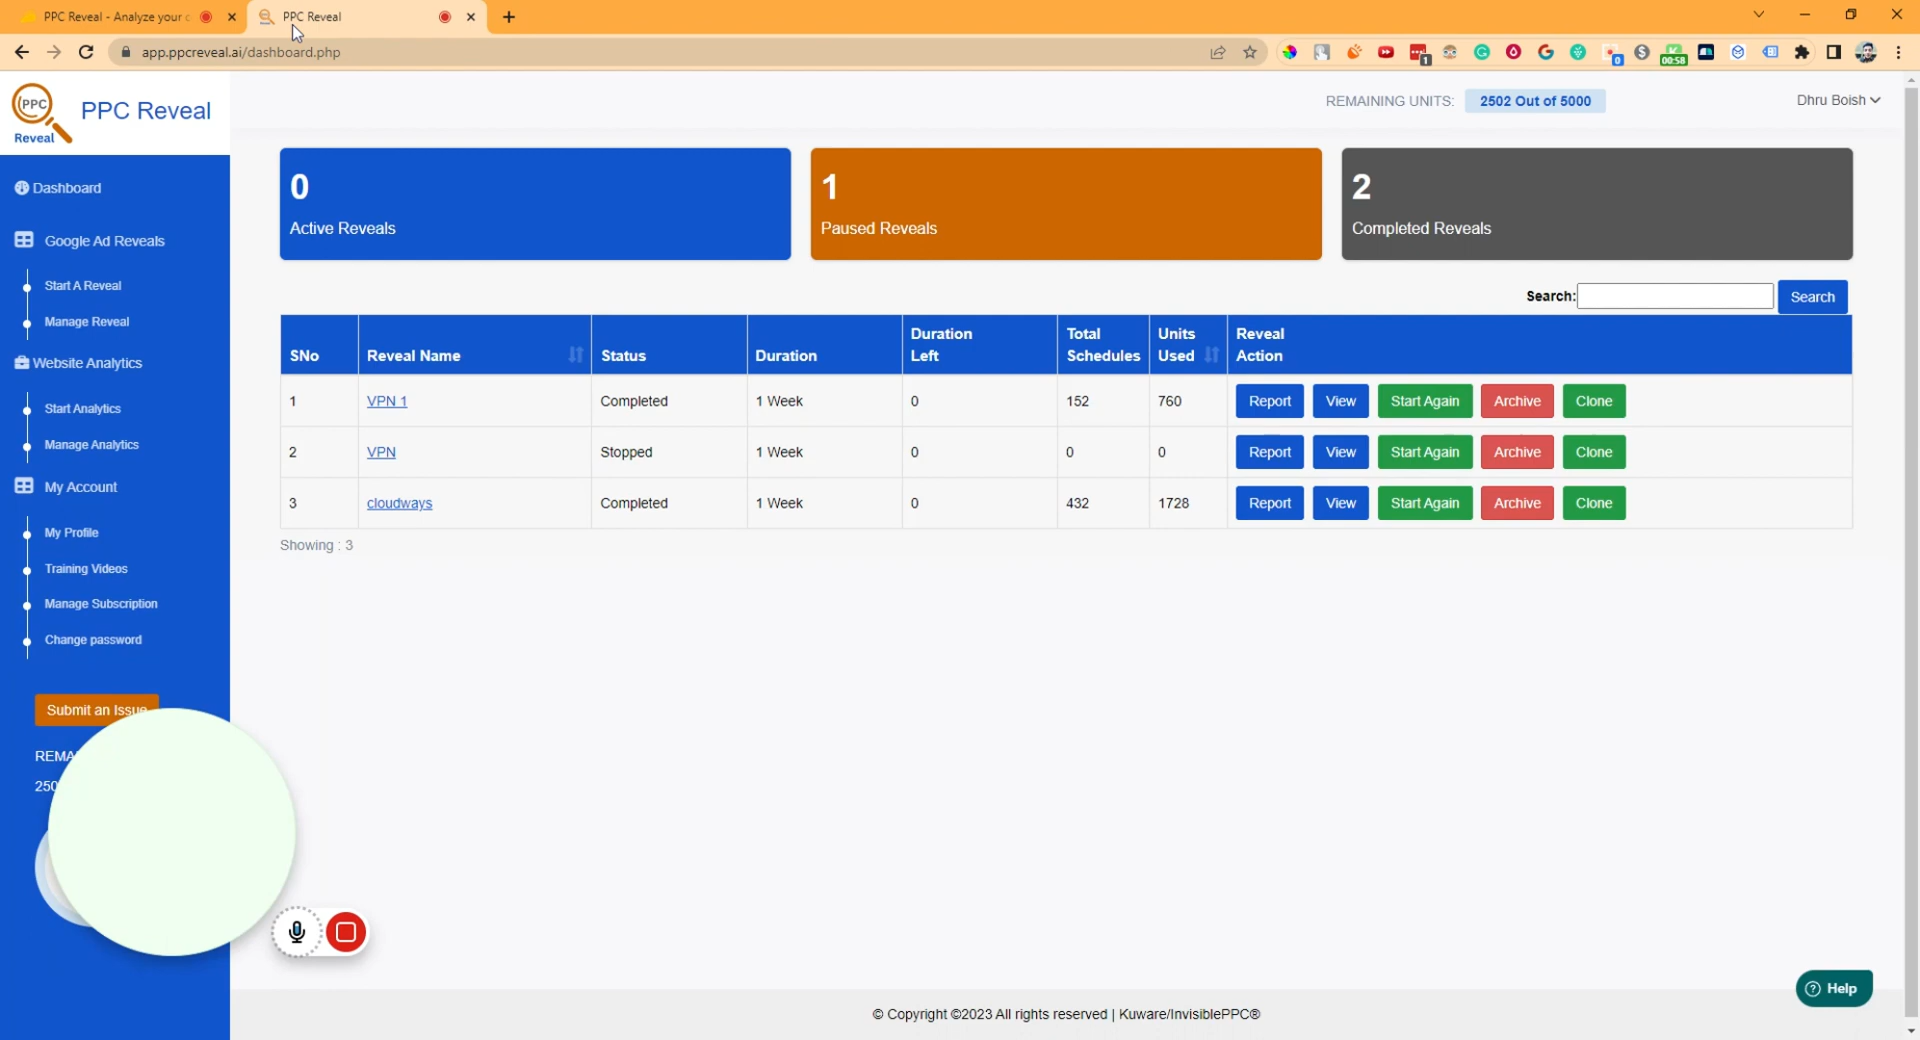 PPC Reveal - Analyze your c
PPC Reveal
app.ppcreveal.ai/dashboard.php
1
0
00:58
PPC
Reveal
PPC Reveal
REMAINING UNITS: 2502 Out of 5000
Dhru Boish
Dashboard
Google Ad Reveals
Start A Reveal
Manage Reveal
Website Analytics
Start Analytics
Manage Analytics
My Account
My Profile
Training Videos
Manage Subscription
Change password
Submit an Issue
REMA
250
0
Active Reveals
1
Paused Reveals
2
Completed Reveals
Search: Search
SNo Reveal Name Status Duration Duration Left Total Schedules Units Used Reveal Action
1 VPN 1 Completed 1 Week 0 152 760 Report View Start Again Archive Clone
2 VPN Stopped 1 Week 0 0 0 Report View Start Again Archive Clone
3 cloudways Completed 1 Week 0 432 1728 Report View Start Again Archive Clone
Showing : 3
Help
© Copyright ©2023 All rights reserved | Kuware/InvisiblePPC®